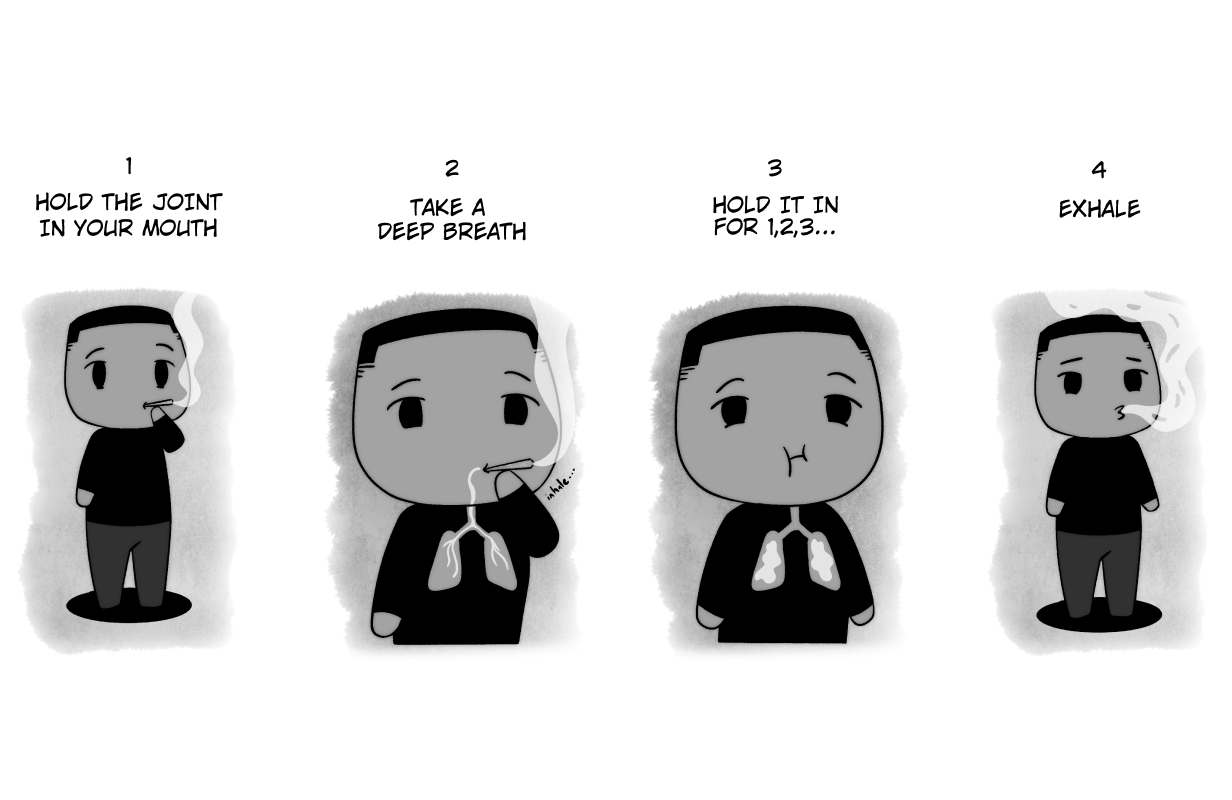 1
HOLD THE JOINT
IN YOUR MOUTH
2
TAKE A
DEEP BREATH
inhale...
3
HOLD IT IN
FOR 1,2,3...
4
EXHALE